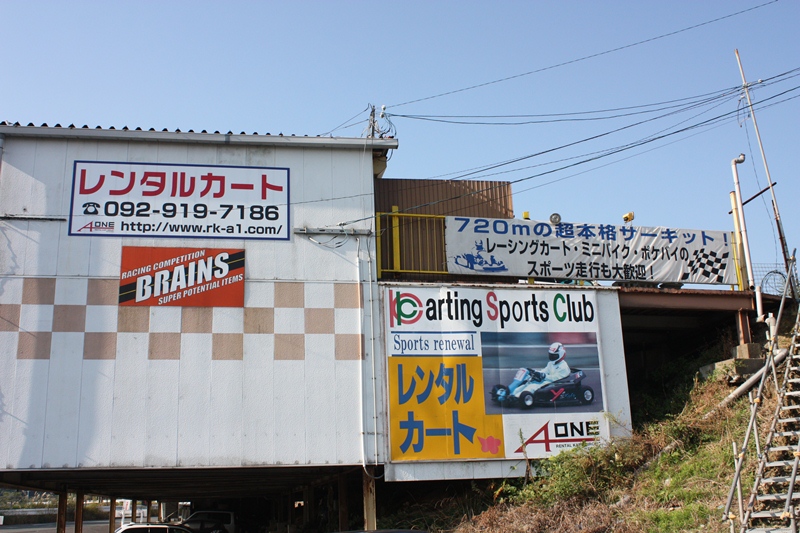 レンタルカート
☎092-919-7186
A ONE http://www.rk-a1.com/
RACING COMPETITION
BRAINS
SUPER POTENTIAL ITEMS
720mの超本格サーキット!
レーシングカート・ミニバイク・ポケバイの
スポーツ走行も大歓迎!
Karting Sports Club
Sports renewal
レンタル
カート
A ONE